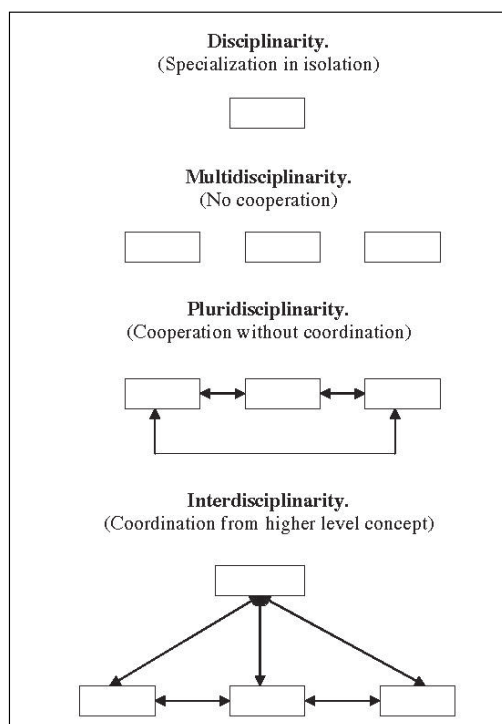 Disciplinarity.
(Specialization in isolation)
Multidisciplinarity.
(No cooperation)
Pluridisciplinarity.
(Cooperation without coordination)
Interdisciplinarity.
(Coordination from higher level concept)